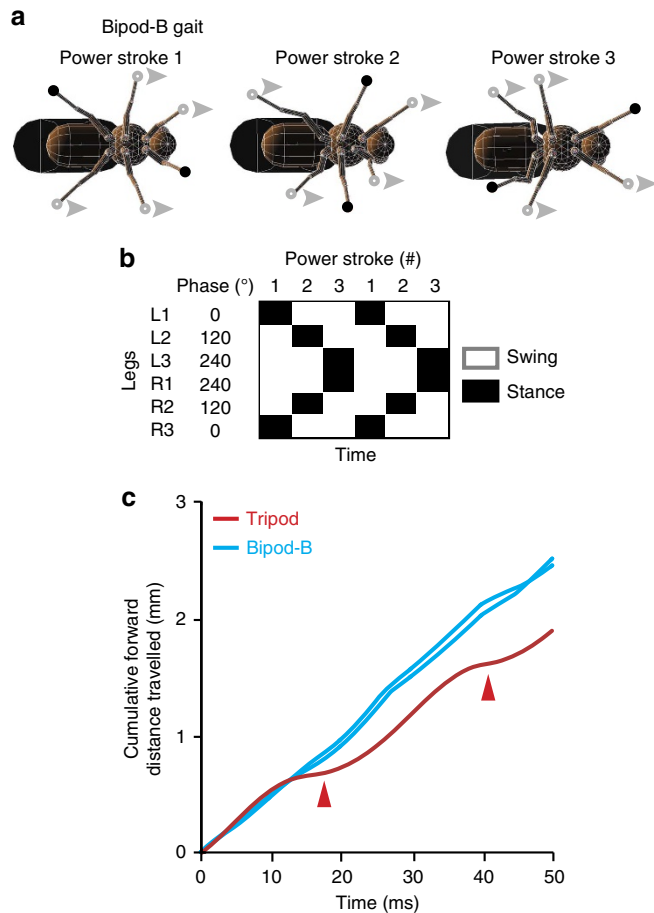 a
Bipod-B gait
Power stroke 1 Power stroke 2 Power stroke 3
b
Power stroke (#)
Phase (°) 1 2 3 1 2 3
Legs
L1 0
L2 120
L3 240
R1 240
R2 120
R3 0
Swing
Stance
Time
c
Tripod
Bipod-B
Cumulative forward
distance travelled (mm)
3
2
1
0
0 10 20 30 40 50
Time (ms)